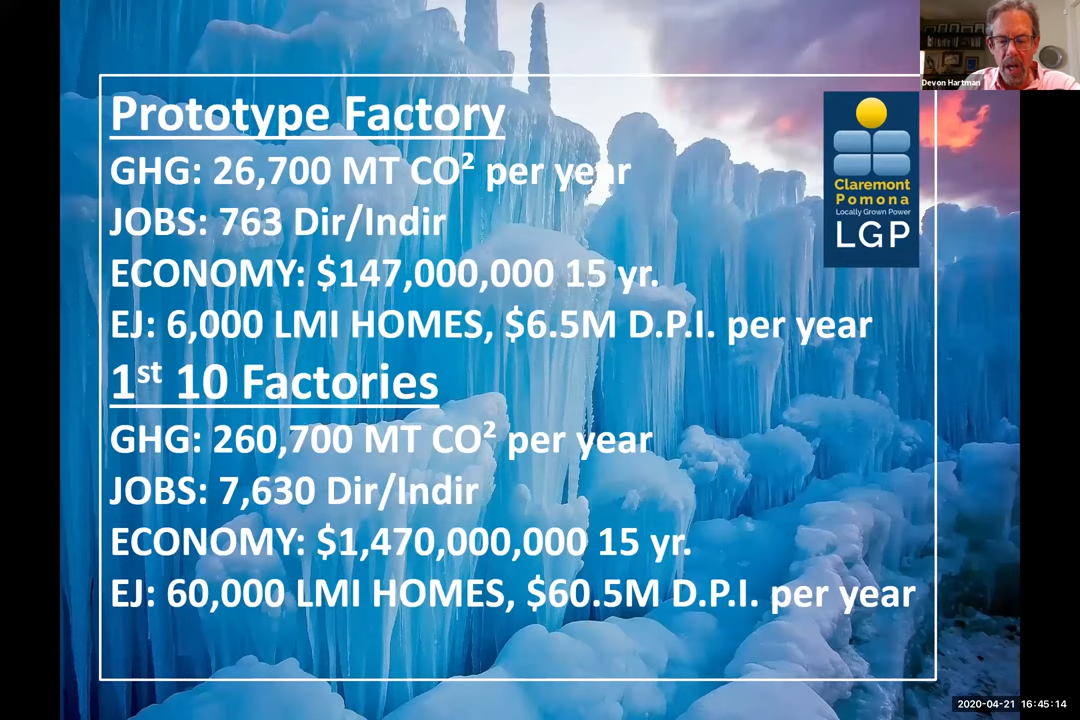 Prototype Factory
GHG: 26,700 MT CO² per year
JOBS: 763 Dir/Indir
ECONOMY: $147,000,000 15 yr.
EJ: 6,000 LMI HOMES, $6.5M D.P.I. per year
1st 10 Factories
GHG: 260,700 MT CO² per year
JOBS: 7,630 Dir/Indir
ECONOMY: $1,470,000,000 15 yr.
EJ: 60,000 LMI HOMES, $60.5M D.P.I. per year
Claremont
Pomona
Locally Grown Power
LGP
Devon Hartman
2020-04-21 16:45:14